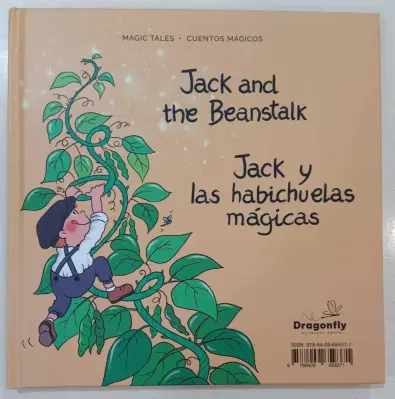 MAGIC TALES • CUENTOS MÁGICOS
Jack and
the Beanstalk
Jack y
las habichuelas
mágicas
Dragonfly